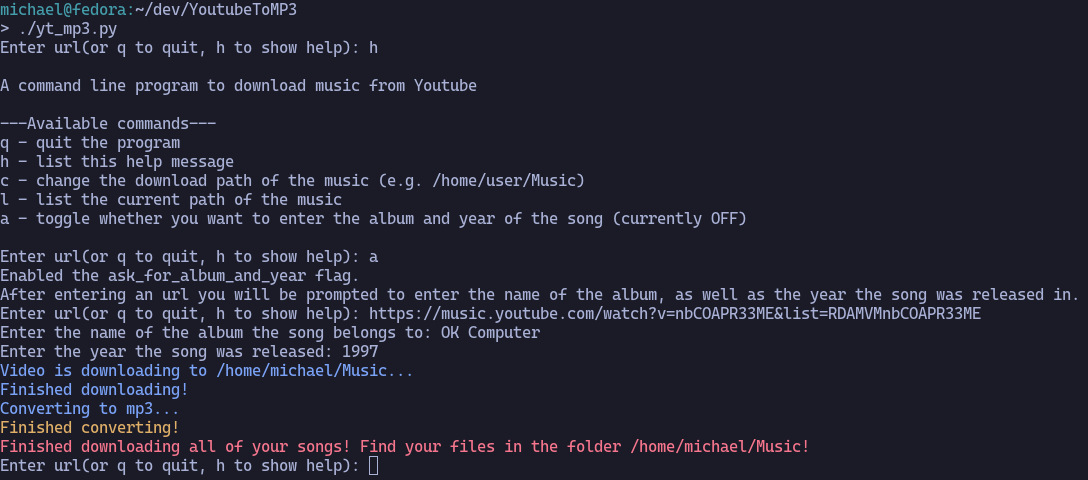 michael@fedora:~/dev/YoutubeToMP3
> ./yt_mp3.py
Enter url(or q to quit, h to show help): h
A command line program to download music from Youtube
---Available commands---
q - quit the program
h - list this help message
c - change the download path of the music (e.g. /home/user/Music)
l - list the current path of the music
a - toggle whether you want to enter the album and year of the song (currently OFF)
Enter url(or q to quit, h to show help): a
Enabled the ask_for_album_and_year flag.
After entering an url you will be prompted to enter the name of the album, as well as the year the song was released in.
Enter url(or q to quit, h to show help): https://music.youtube.com/watch?v=nbCOAPR33ME&list=RDAMVMnbCOAPR33ME
Enter the name of the album the song belongs to: OK Computer
Enter the year the song was released: 1997
Video is downloading to /home/michael/Music...
Finished downloading!
Converting to mp3...
Finished converting!
Finished downloading all of your songs! Find your files in the folder /home/michael/Music!
Enter url(or q to quit, h to show help):